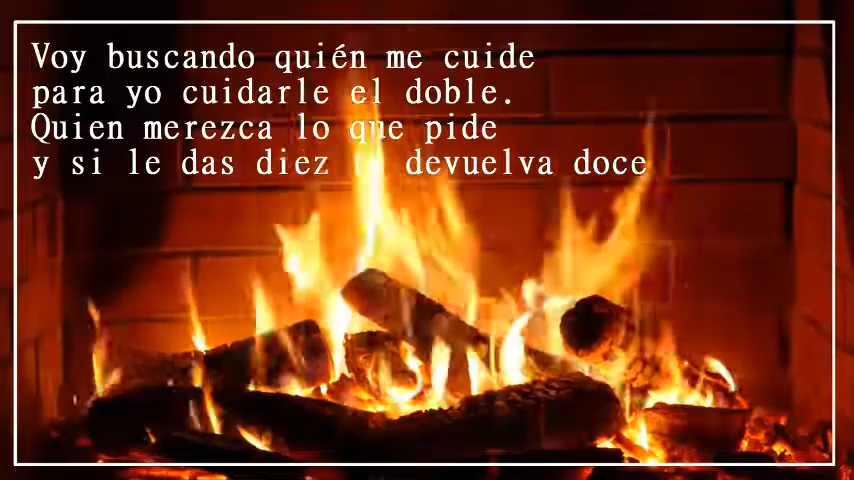 Voy buscando quién me cuide
para yo cuidarle el doble.
Quien merezca lo que pide
y si le das diez devuelva doce